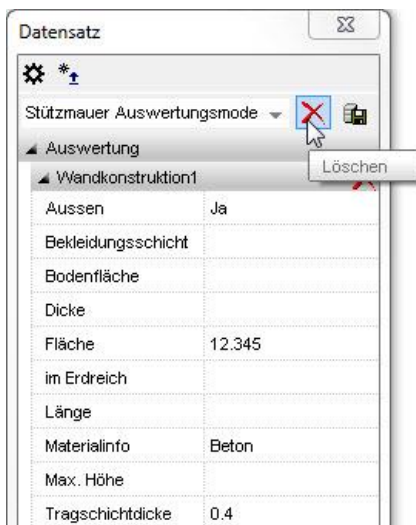 Datensatz
Stützmauer Auswertungsmode
Löschen
Auswertung
Wandkonstruktion1
Aussen Ja
Bekleidungsschicht
Bodenfläche
Dicke
Fläche 12.345
im Erdreich
Länge
Materialinfo Beton
Max. Höhe
Tragschichtdicke 0.4